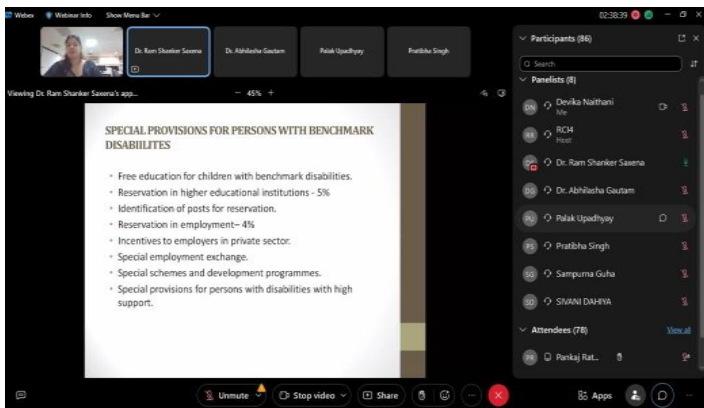 Webex
Webinar Info
Show Menu Bar
02:38:39
Dr. Ram Shanker Saxena
Dr. Abhilasha Gautam
Palak Upadhyay
Pratibha Singh
Viewing Dr. Ram Shanker Saxena's app...
45%
SPECIAL PROVISIONS FOR PERSONS WITH BENCHMARK
DISABIILITES
Free education for children with benchmark disabilities.
Reservation in higher educational institutions - 5%
Identification of posts for reservation.
Reservation in employment– 4%
Incentives to employers in private sector.
Special employment exchange.
Special schemes and development programmes.
Special provisions for persons with disabilities with high
support.
Unmute
Stop video
Share
Participants (86)
Search
Panelists (8)
DN Devika Naithani
Me
RCI4
Host
Dr. Ram Shanker Saxena
DG Dr. Abhilasha Gautam
PU Palak Upadhyay
PS Pratibha Singh
SG Sampurna Guha
SD SIVANI DAHIYA
Attendees (78)
View all
PR Pankaj Rat...
Apps